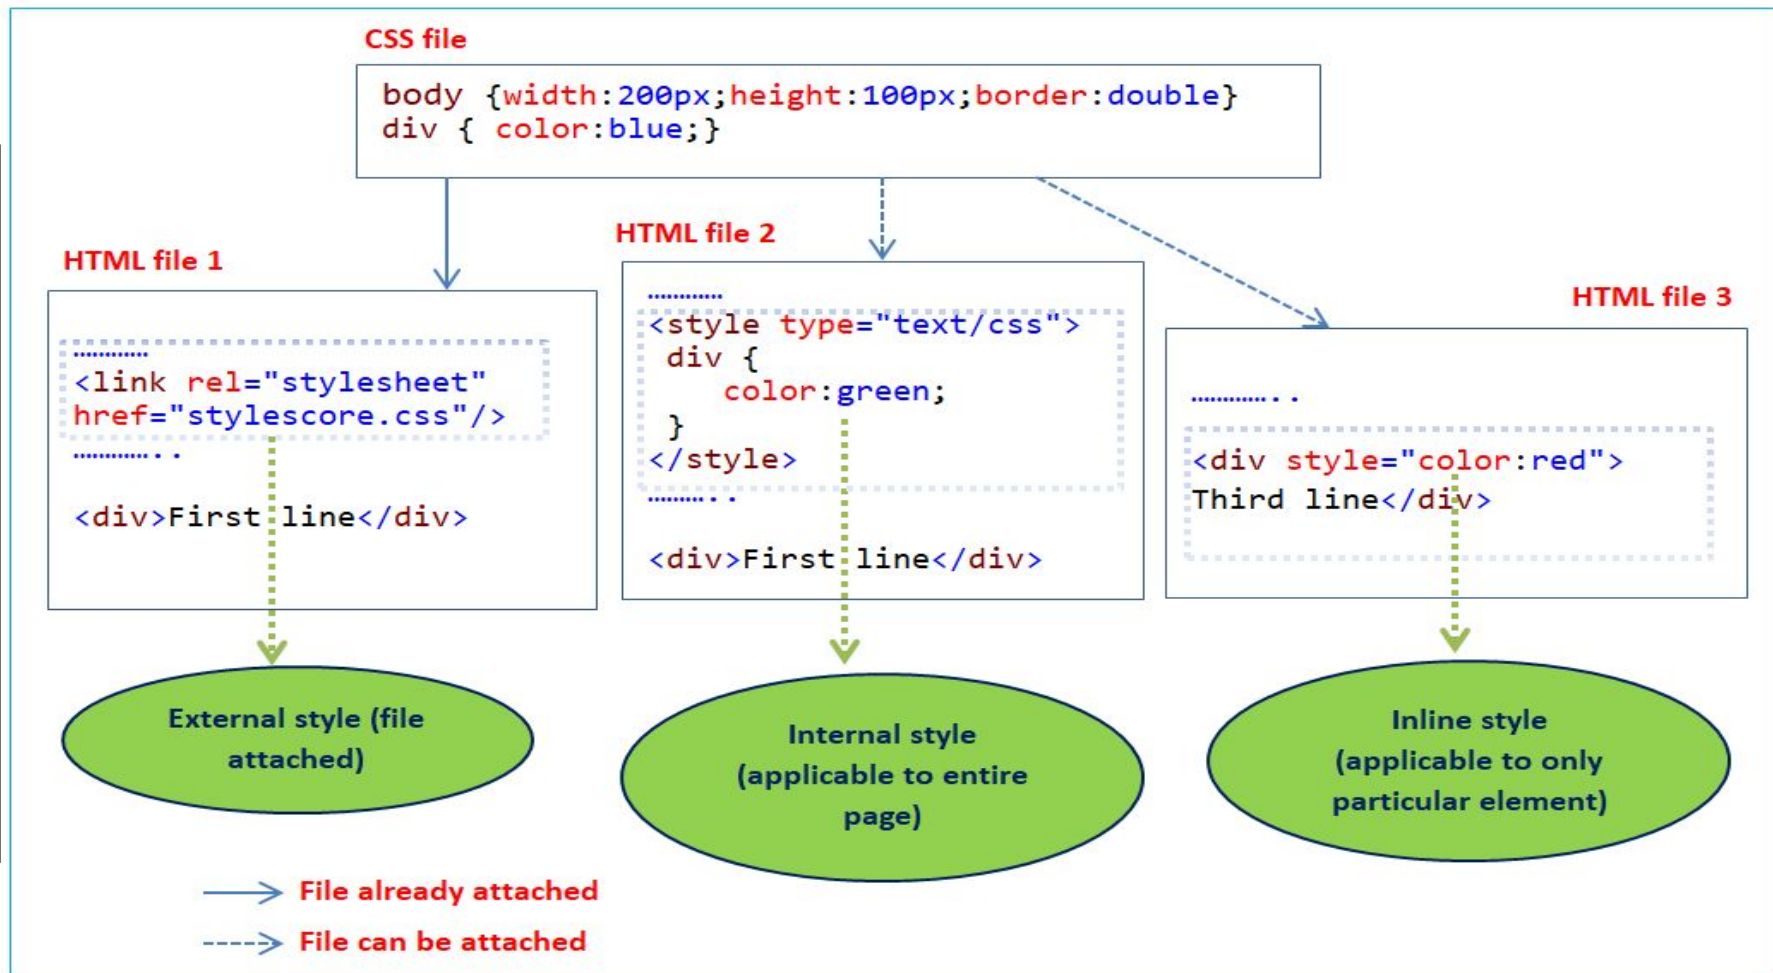 CSS file
body {width:200px;height:100px;border:double}
div { color:blue;}
HTML file 1
…………
<link rel="stylesheet"
href="stylescore.css"/>
…………..
<div>First line</div>
HTML file 2
…………
<style type="text/css">
div {
color:green;
}
</style>
………..
<div>First line</div>
HTML file 3
…………..
<div style="color:red">
Third line</div>
External style (file
attached)
Internal style
(applicable to entire
page)
Inline style
(applicable to only
particular element)
File already attached
File can be attached